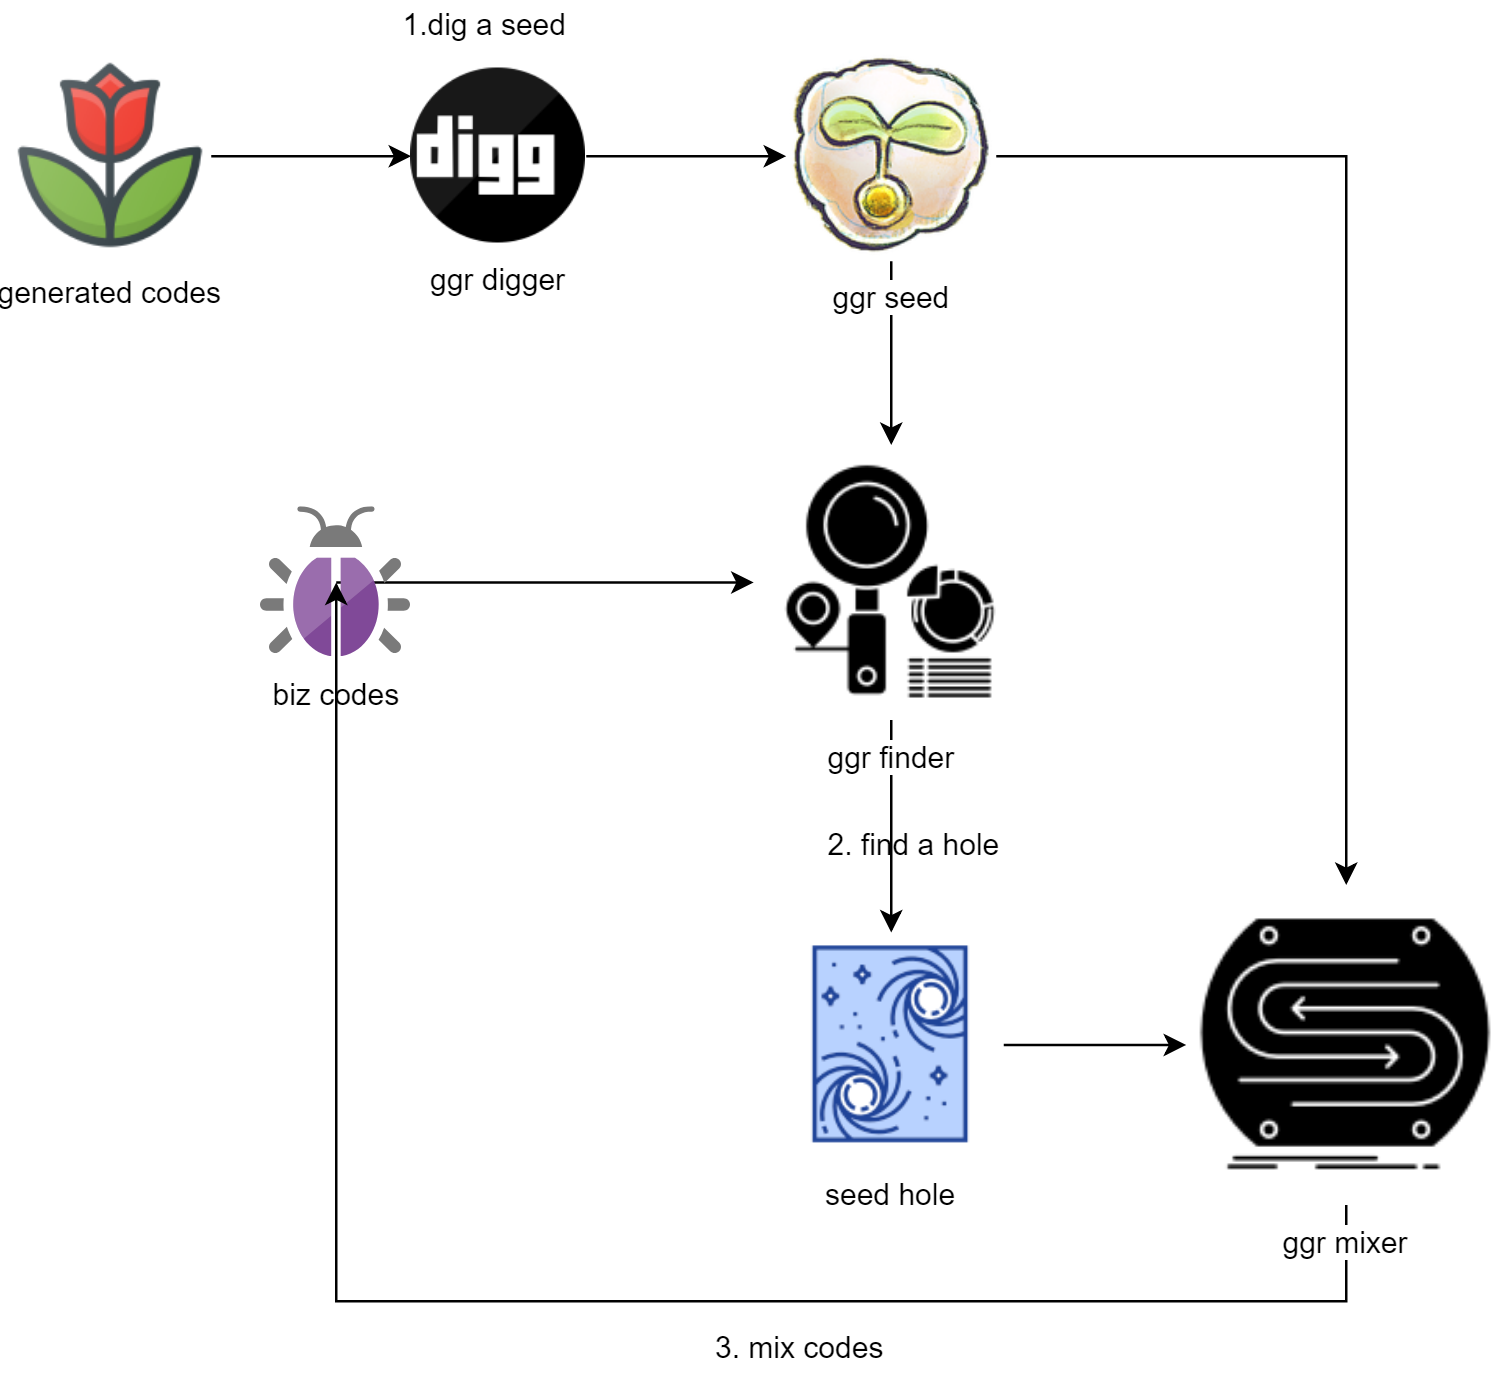 1.dig a seed
digg
generated codes
ggr digger
ggr seed
biz codes
ggr finder
2. find a hole
seed hole
ggr mixer
3. mix codes